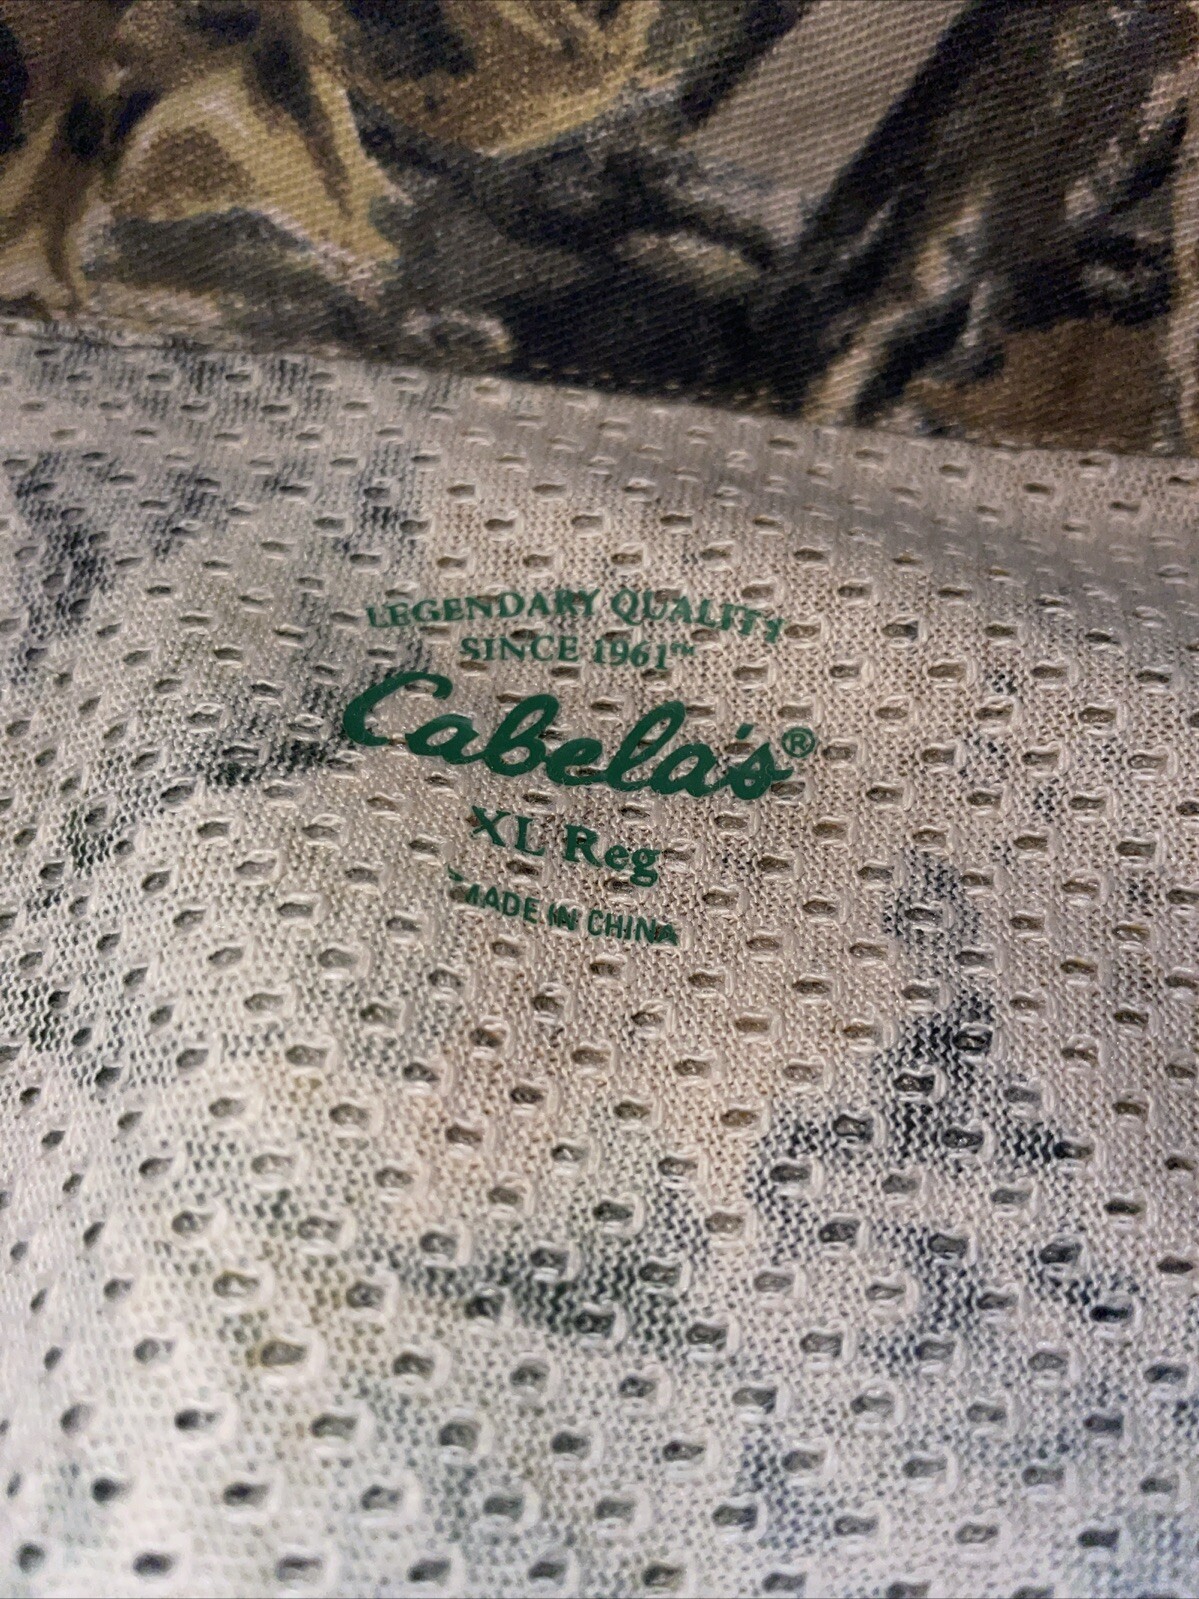 LEGENDARY QUALITY
SINCE 1961™
Cabela's®
XL Reg
MADE IN CHINA